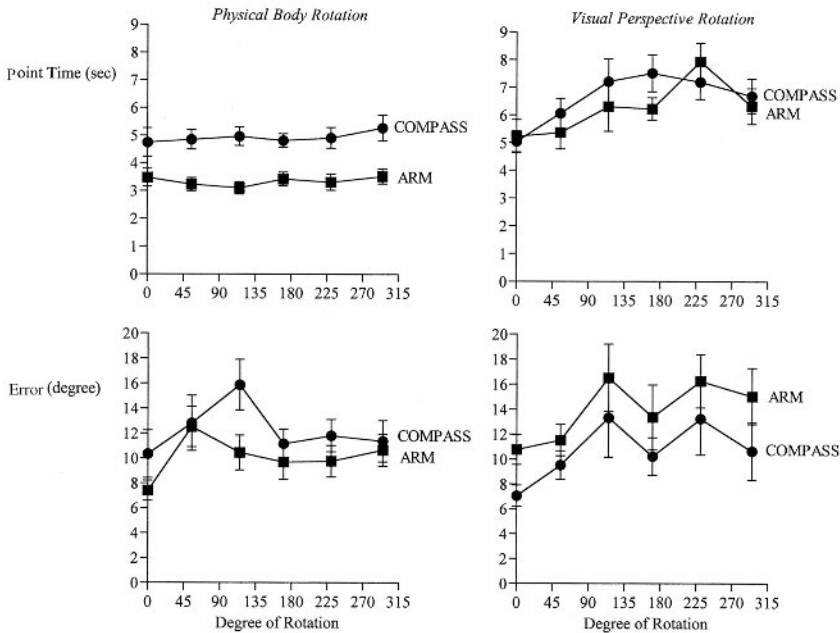 Physical Body Rotation
Visual Perspective Rotation
Point Time (sec)
9
8
7
6
5
4
3
2
1
0
COMPASS
ARM
0 45 90 135 180 225 270 315
9
8
7
6
5
4
3
2
1
0
COMPASS
ARM
0 45 90 135 180 225 270 315
Error (degree)
20
18
16
14
12
10
8
6
4
2
0
COMPASS
ARM
0 45 90 135 180 225 270 315
Degree of Rotation
20
18
16
14
12
10
8
6
4
2
0
ARM
COMPASS
0 45 90 135 180 225 270 315
Degree of Rotation